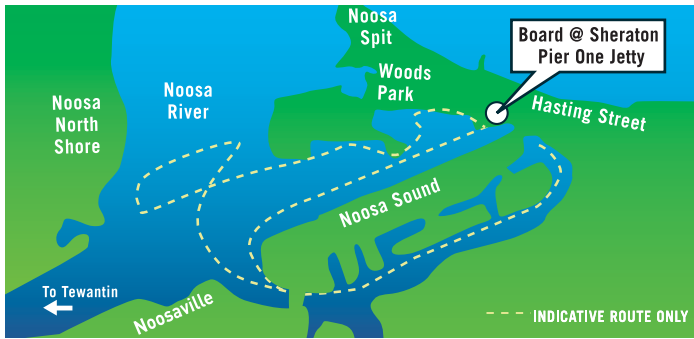 Noosa
Spit
Board @ Sheraton
Pier One Jetty
Woods
Park
Noosa
River
Noosa
North
Shore
Hasting Street
Noosa Sound
To Tewantin
Noosaville
INDICATIVE ROUTE ONLY